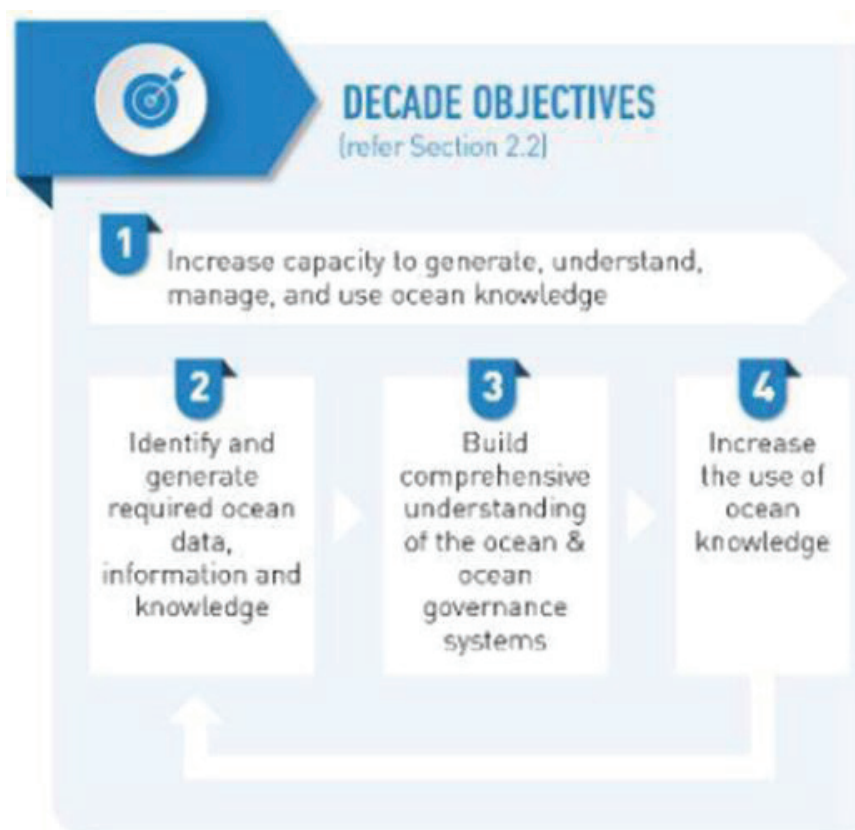 DECADE OBJECTIVES
(refer Section 2.2)
1
Increase capacity to generate, understand,
manage, and use ocean knowledge
2
Identify and
generate
required ocean
data,
information and
knowledge
3
Build
comprehensive
understanding
of the ocean &
ocean
governance
systems
4
Increase
the use of
ocean
knowledge